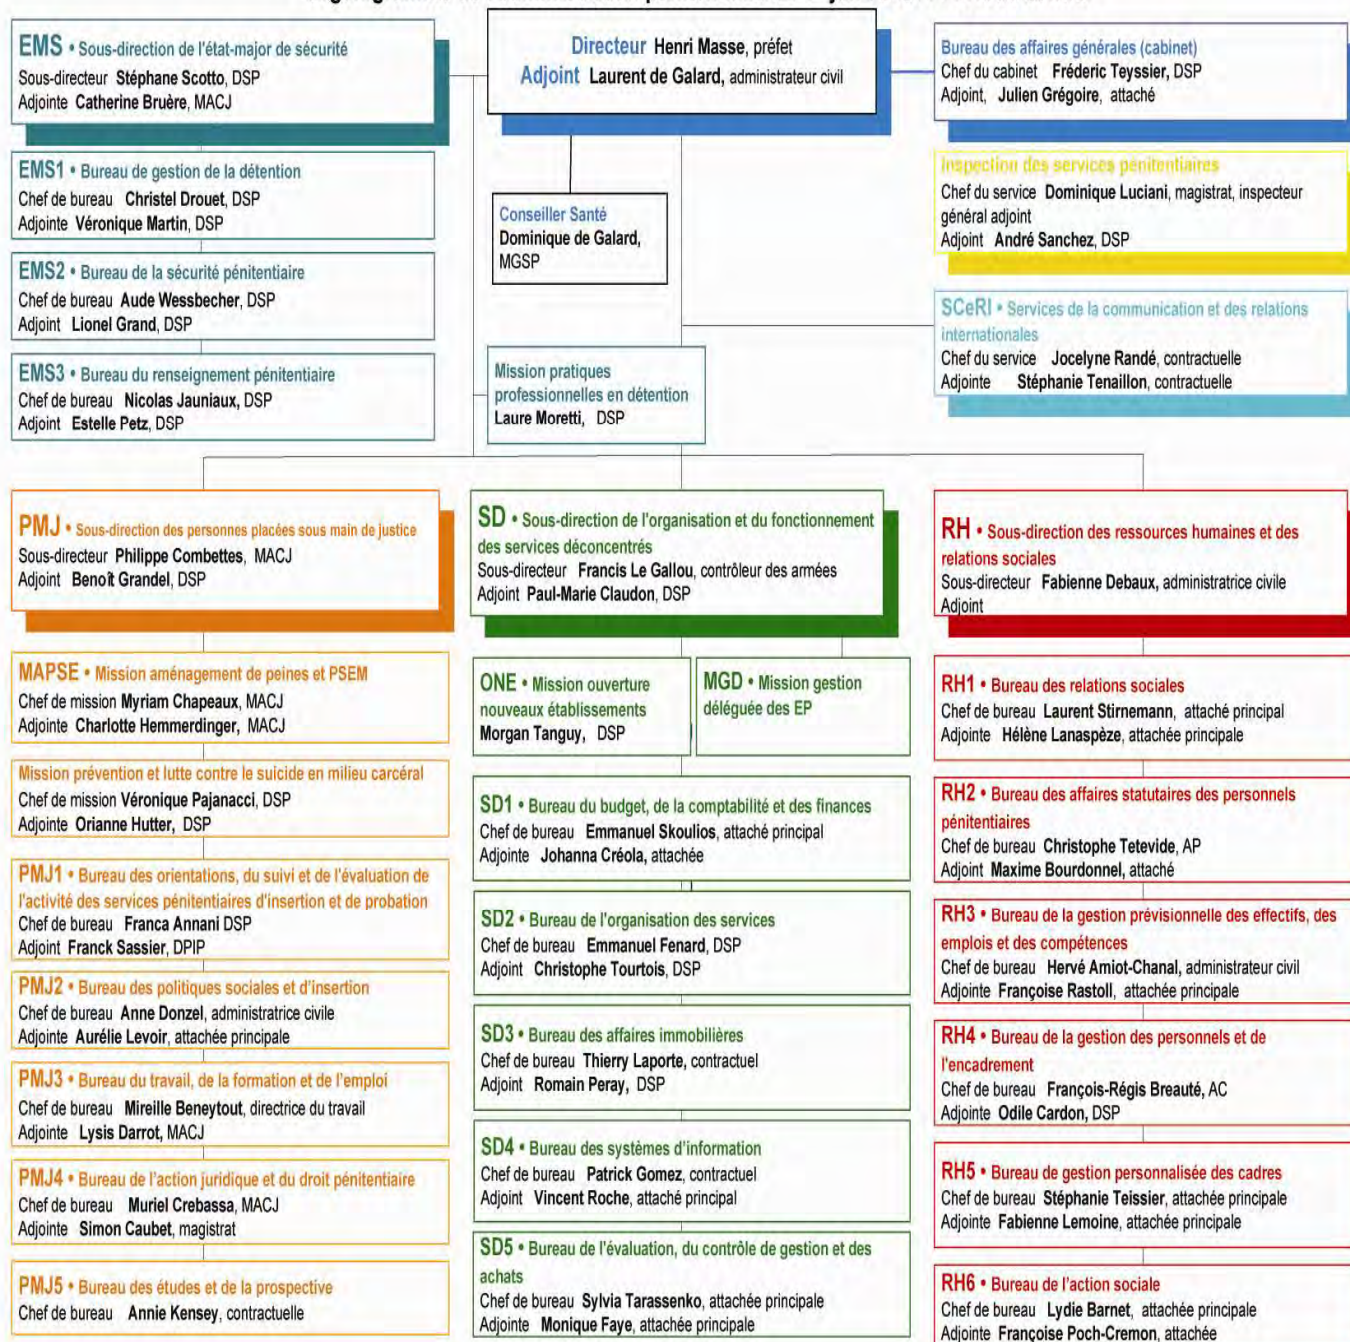 EMS • Sous-direction de l'état-major de sécurité
Sous-directeur Stéphane Scotto, DSP
Adjointe Catherine Bruère, MACJ
Directeur Henri Masse, préfet
Adjoint Laurent de Galard, administrateur civil
Bureau des affaires générales (cabinet)
Chef du cabinet Fréderic Teyssier, DSP
Adjoint, Julien Grégoire, attaché
EMS1 • Bureau de gestion de la détention
Chef de bureau Christel Drouet, DSP
Adjointe Véronique Martin, DSP
Conseiller Santé
Dominique de Galard,
MGSP
Inspection des services pénitentiaires
Chef du service Dominique Luciani, magistrat, inspecteur
général adjoint
Adjoint André Sanchez, DSP
EMS2 • Bureau de la sécurité pénitentiaire
Chef de bureau Aude Wessbecher, DSP
Adjoint Lionel Grand, DSP
SCeRI • Services de la communication et des relations
internationales
Chef du service Jocelyne Randé, contractuelle
Adjointe Stéphanie Tenaillon, contractuelle
EMS3 • Bureau du renseignement pénitentiaire
Chef de bureau Nicolas Jauniaux, DSP
Adjoint Estelle Petz, DSP
Mission pratiques
professionnelles en détention
Laure Moretti, DSP
PMJ • Sous-direction des personnes placées sous main de justice
Sous-directeur Philippe Combettes, MACJ
Adjoint Benoît Grandel, DSP
MAPSE • Mission aménagement de peines et PSEM
Chef de mission Myriam Chapeaux, MACJ
Adjointe Charlotte Hemmerdinger, MACJ
Mission prévention et lutte contre le suicide en milieu carcéral
Chef de mission Véronique Pajanacci, DSP
Adjointe Orianne Hutter, DSP
PMJ1 • Bureau des orientations, du suivi et de l'évaluation de
l'activité des services pénitentiaires d'insertion et de probation
Chef de bureau Franca Annani DSP
Adjoint Franck Sassier, DPIP
PMJ2 • Bureau des politiques sociales et d'insertion
Chef de bureau Anne Donzel, administratrice civile
Adjointe Aurélie Levoir, attachée principale
PMJ3 • Bureau du travail, de la formation et de l'emploi
Chef de bureau Mireille Beneytout, directrice du travail
Adjointe Lysis Darrot, MACJ
PMJ4 • Bureau de l'action juridique et du droit pénitentiaire
Chef de bureau Muriel Crebassa, MACJ
Adjointe Simon Caubet, magistrat
PMJ5 • Bureau des études et de la prospective
Chef de bureau Annie Kensey, contractuelle
SD • Sous-direction de l'organisation et du fonctionnement
des services déconcentrés
Sous-directeur Francis Le Gallou, contrôleur des armées
Adjoint Paul-Marie Claudon, DSP
ONE • Mission ouverture
nouveaux établissements
Morgan Tanguy, DSP
MGD • Mission gestion
déléguée des EP
SD1 • Bureau du budget, de la comptabilité et des finances
Chef de bureau Emmanuel Skoulios, attaché principal
Adjointe Johanna Créola, attachée
SD2 • Bureau de l'organisation des services
Chef de bureau Emmanuel Fenard, DSP
Adjoint Christophe Tourtois, DSP
SD3 • Bureau des affaires immobilières
Chef de bureau Thierry Laporte, contractuel
Adjoint Romain Peray, DSP
SD4 • Bureau des systèmes d'information
Chef de bureau Patrick Gomez, contractuel
Adjoint Vincent Roche, attaché principal
SD5 • Bureau de l'évaluation, du contrôle de gestion et des
achats
Chef de bureau Sylvia Tarassenko, attachée principale
Adjointe Monique Faye, attachée principale
RH • Sous-direction des ressources humaines et des
relations sociales
Sous-directeur Fabienne Debaux, administratrice civile
Adjoint
RH1 • Bureau des relations sociales
Chef de bureau Laurent Stirnemann, attaché principal
Adjointe Hélène Lanaspèze, attachée principale
RH2 • Bureau des affaires statutaires des personnels
pénitentiaires
Chef de bureau Christophe Tetevide, AP
Adjoint Maxime Bourdonnel, attaché
RH3 • Bureau de la gestion prévisionnelle des effectifs, des
emplois et des compétences
Chef de bureau Hervé Amiot-Chanal, administrateur civil
Adjointe Françoise Rastoll, attachée principale
RH4 • Bureau de la gestion des personnels et de
l'encadrement
Chef de bureau François-Régis Breauté, AC
Adjointe Odile Cardon, DSP
RH5 • Bureau de gestion personnalisée des cadres
Chef de bureau Stéphanie Teissier, attachée principale
Adjointe Fabienne Lemoine, attachée principale
RH6 • Bureau de l'action sociale
Chef de bureau Lydie Barnet, attachée principale
Adjointe Françoise Poch-Cremon, attachée